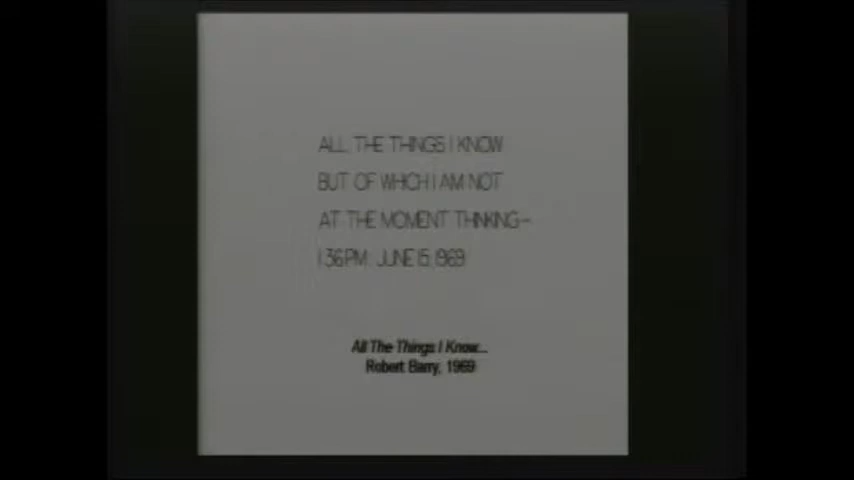 ALL THE THINGS I KNOW
BUT OF WHICH I AM NOT
AT THE MOMENT THINKING–
1:36 PM; JUNE 15, 1969
All The Things I Know...
Robert Barry, 1969